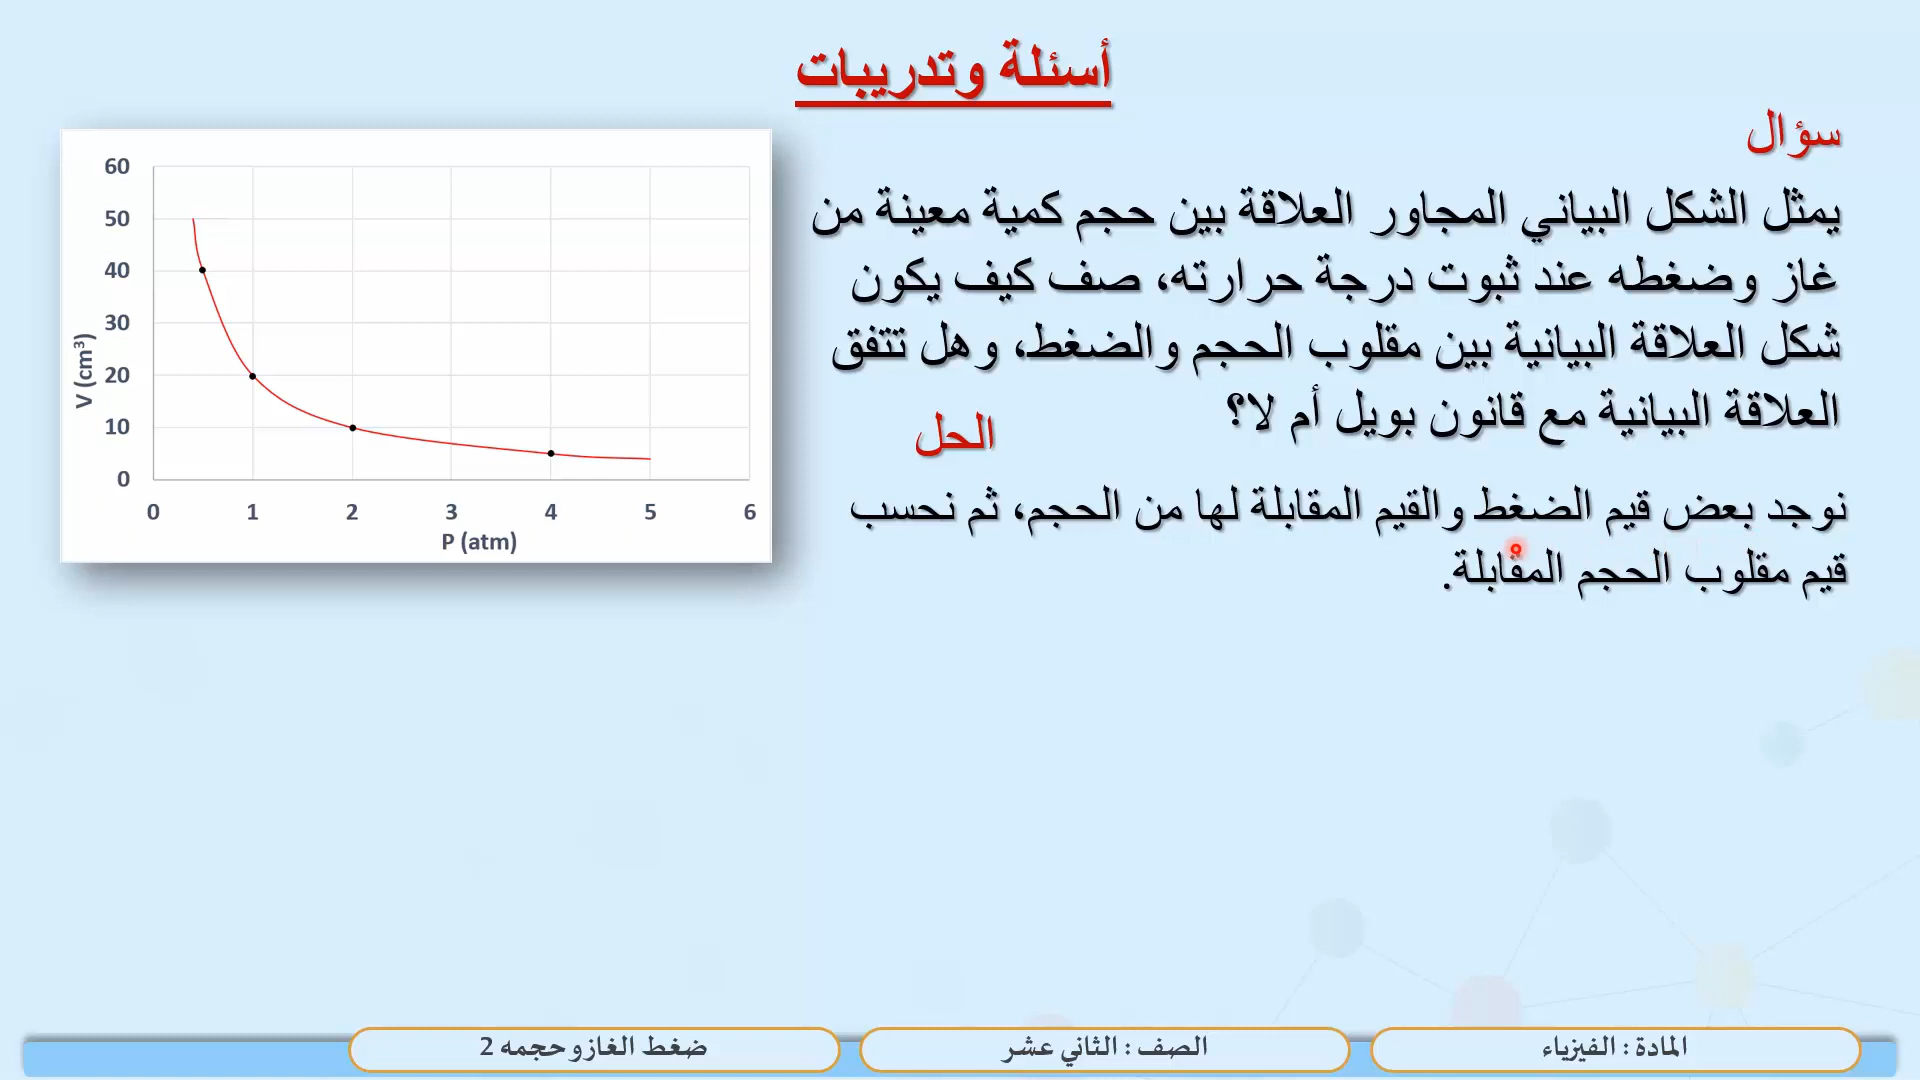 أسئلة وتدريبات
سؤال
يمثل الشكل البياني المجاور العلاقة بين حجم كمية معينة من
غاز وضغطه عند ثبوت درجة حرارته، صف كيف يكون
شكل العلاقة البيانية بين مقلوب الحجم والضغط، وهل تتفق
العلاقة البيانية مع قانون بويل أم لا؟
الحل
نوجد بعض قيم الضغط والقيم المقابلة لها من الحجم، ثم نحسب
قيم مقلوب الحجم المقابلة.
60
50
40
30
20
10
0
V (cm³)
0 1 2 3 4 5 6
P (atm)
المادة : الفيزياء
الصف : الثاني عشر
ضغط الغاز وحجمه 2